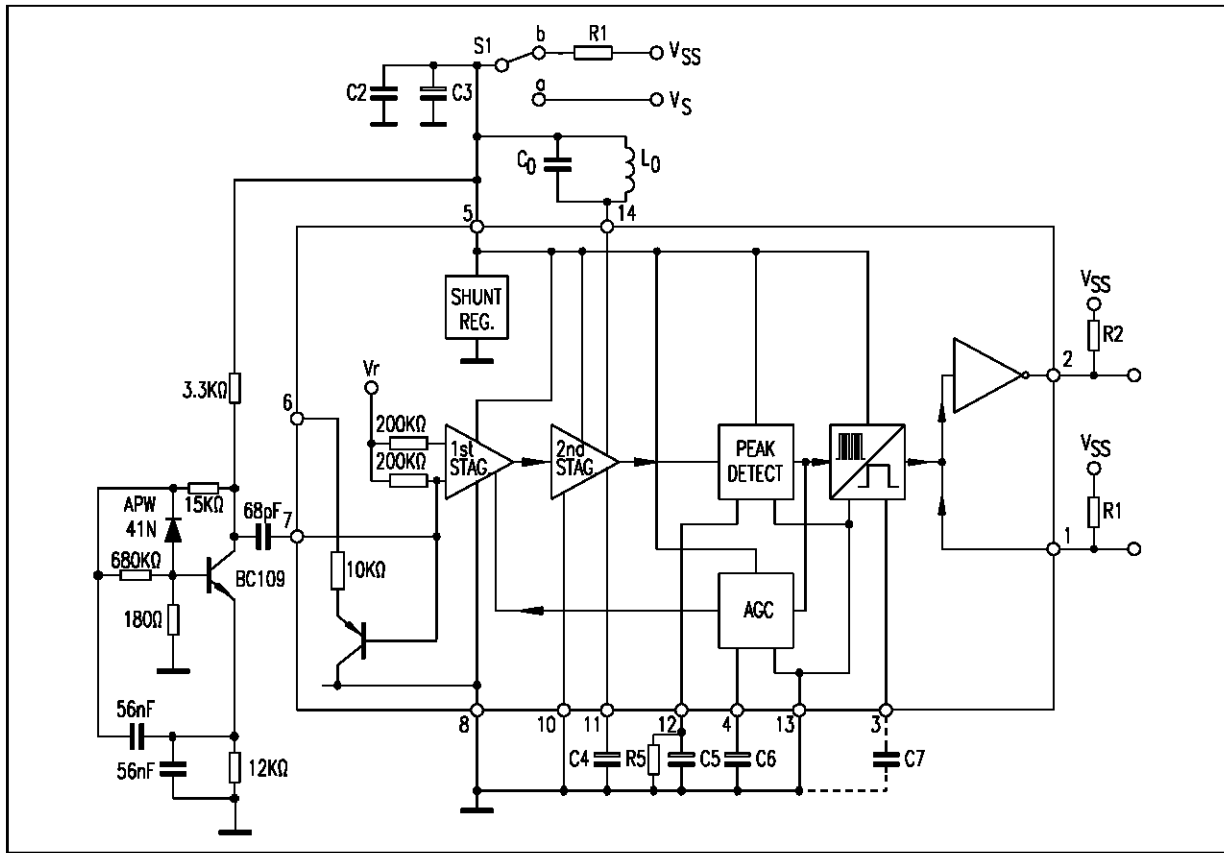 b
R1
S1
VSS
C2
C3
a
VS
C0
L0
5
14
SHUNT
REG.
VSS
R2
Vr
3.3KΩ
6
2
200KΩ
200KΩ
1st
STAG.
2nd
STAG.
PEAK
DETECT
VSS
APW
41N
15KΩ
68pF
7
R1
1
680KΩ
BC109
10KΩ
180Ω
AGC
56nF
8
10
11
12
4
13
3
56nF
12KΩ
C4
R5
C5
C6
C7